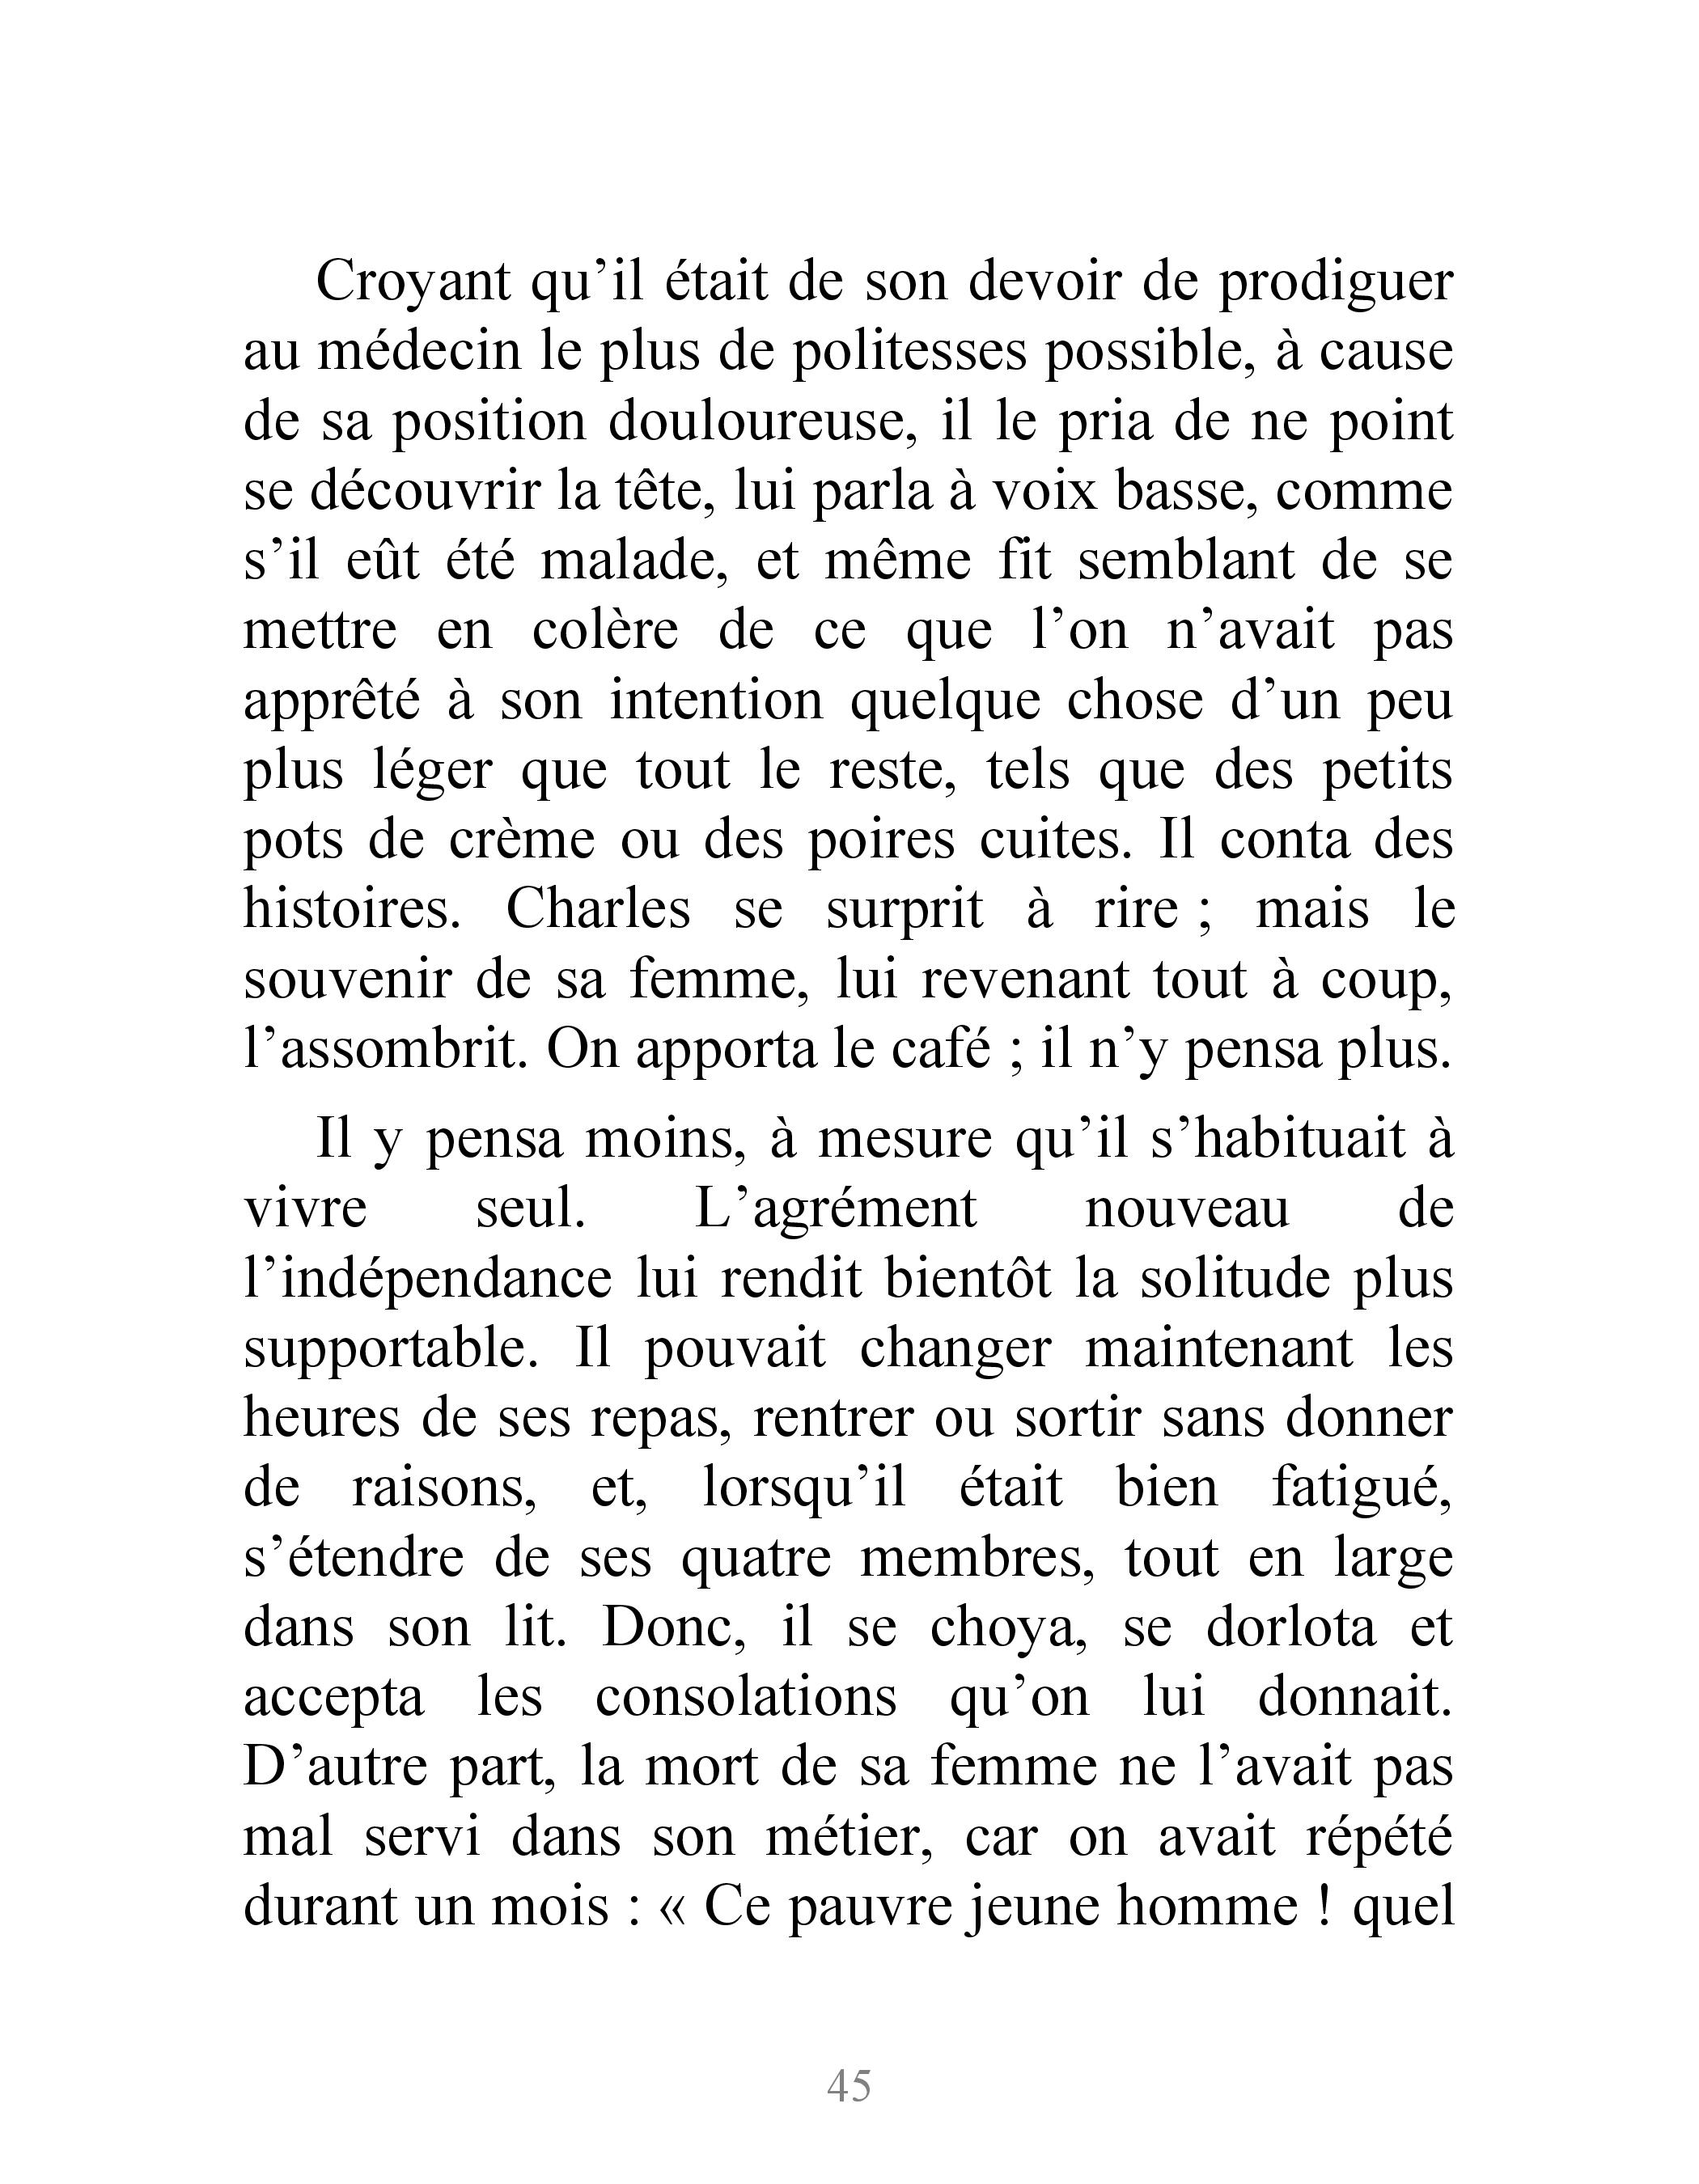 Croyant qu’il était de son devoir de prodiguer
au médecin le plus de politesses possible, à cause
de sa position douloureuse, il le pria de ne point
se découvrir la tête, lui parla à voix basse, comme
s’il eût été malade, et même fit semblant de se
mettre en colère de ce que l’on n’avait pas
apprêté à son intention quelque chose d’un peu
plus léger que tout le reste, tels que des petits
pots de crème ou des poires cuites. Il conta des
histoires. Charles se surprit à rire ; mais le
souvenir de sa femme, lui revenant tout à coup,
l’assombrit. On apporta le café ; il n’y pensa plus.
Il y pensa moins, à mesure qu’il s’habituait à
vivre seul. L’agrément nouveau de
l’indépendance lui rendit bientôt la solitude plus
supportable. Il pouvait changer maintenant les
heures de ses repas, rentrer ou sortir sans donner
de raisons, et, lorsqu’il était bien fatigué,
s’étendre de ses quatre membres, tout en large
dans son lit. Donc, il se choya, se dorlota et
accepta les consolations qu’on lui donnait.
D’autre part, la mort de sa femme ne l’avait pas
mal servi dans son métier, car on avait répété
durant un mois : « Ce pauvre jeune homme ! quel
45